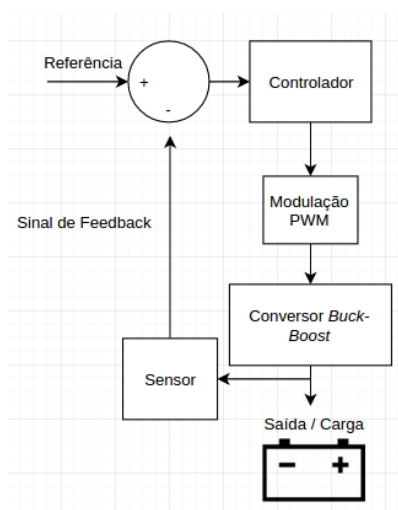 Referência
+
-
Controlador
Modulação
PWM
Sinal de Feedback
Conversor Buck-
Boost
Sensor
Saída / Carga
- +